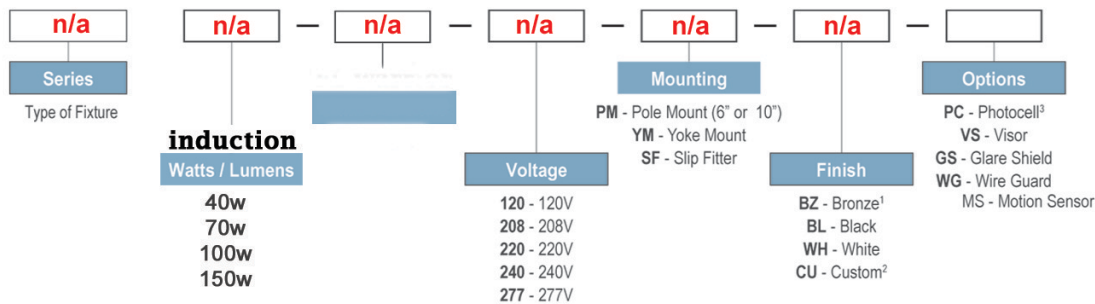 n/a n/a — n/a — n/a — n/a — n/a —
Series
Type of Fixture
induction
Watts / Lumens
40w
70w
100w
150w
Voltage
120 - 120V
208 - 208V
220 - 220V
240 - 240V
277 - 277V
Mounting
PM - Pole Mount (6” or 10”)
YM - Yoke Mount
SF - Slip Fitter
Finish
BZ - Bronze¹
BL - Black
WH - White
CU - Custom²
Options
PC - Photocell³
VS - Visor
GS - Glare Shield
WG - Wire Guard
MS - Motion Sensor